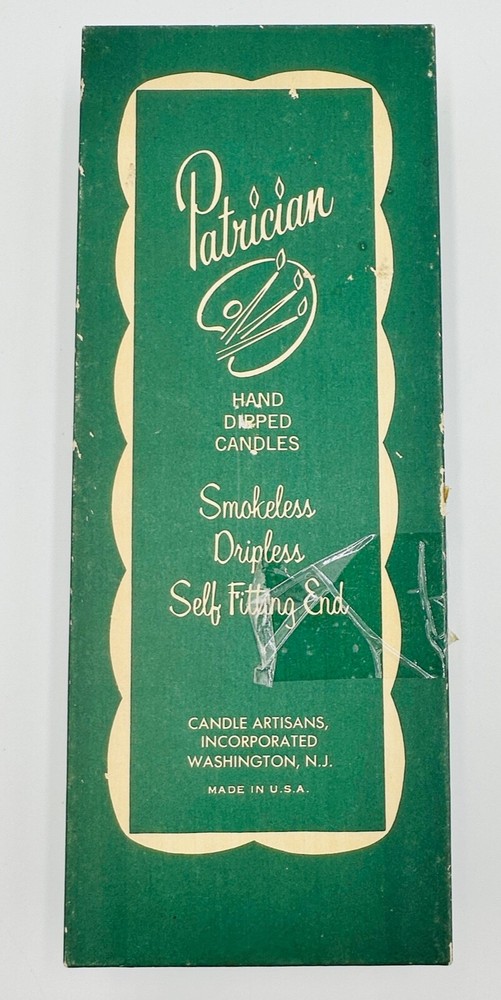 Patrician
HAND
DIPPED
CANDLES
Smokeless
Dripless
Self Fitting End
CANDLE ARTISANS,
INCORPORATED
WASHINGTON, N.J.
MADE IN U.S.A.